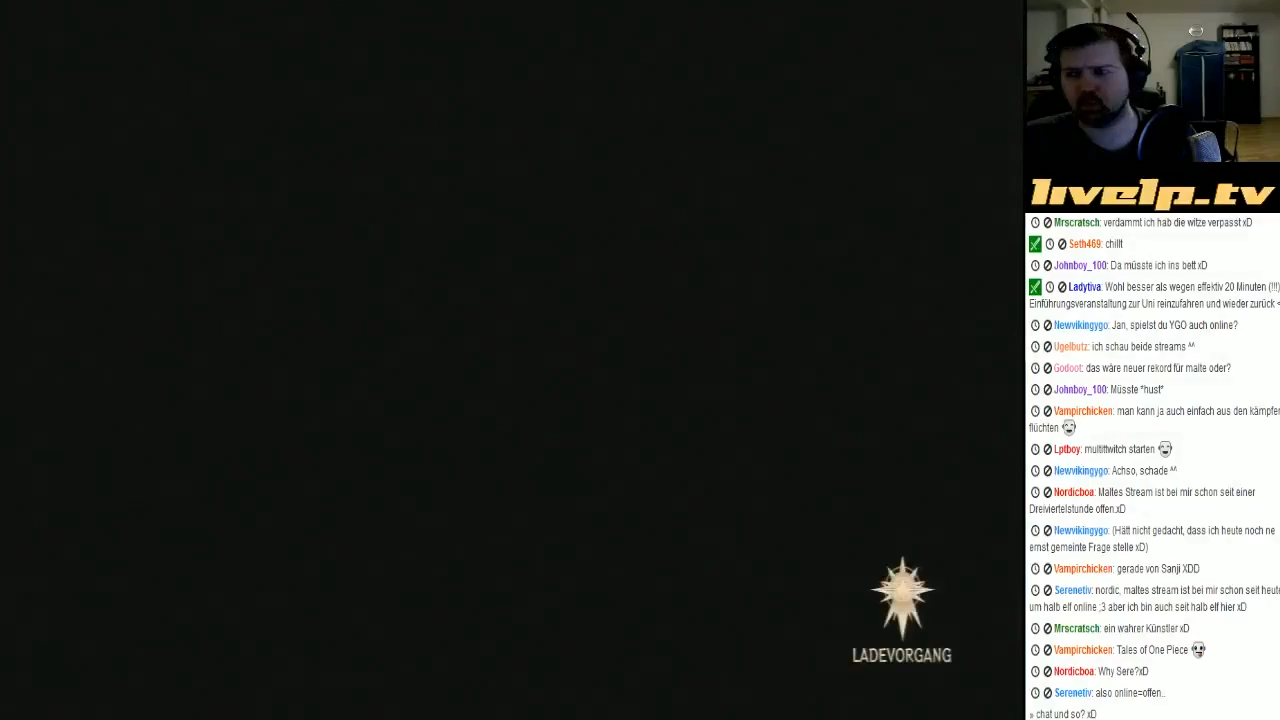 livelp.tv
Mrscratsch: verdammt ich hab die witze verpasst xD
Seth469: chillt
Johnboy_100: Da müsste ich ins bett xD
Ladytiva: Wohl besser als wegen effektiv 20 Minuten (!!!)
Einführungsveranstaltung zur Uni reinzufahren und wieder zurück <
Newvikingygo: Jan, spielst du YGO auch online?
Ugelbutz: ich schau beide streams ^^
Godoot: das wäre neuer rekord für malte oder?
Johnboy_100: Müsste *hust*
Vampirchicken: man kann ja auch einfach aus den kämpfen
flüchten
Lptboy: multittwitch starten
Newvikingygo: Achso, schade ^^
Nordicboa: Maltes Stream ist bei mir schon seit einer
Dreiviertelstunde offen.xD
Newvikingygo: (Hätt nicht gedacht, dass ich heute noch ne
ernst gemeinte Frage stelle xD)
Vampirchicken: gerade von Sanji XDD
Serenetiv: nordic, maltes stream ist bei mir schon seit heute
um halb elf online ;3 aber ich bin auch seit halb elf hier xD
Mrscratsch: ein wahrer Künstler xD
Vampirchicken: Tales of One Piece
Nordicboa: Why Sere?xD
Serenetiv: also online=offen..
» chat und so? xD
LADEVORGANG